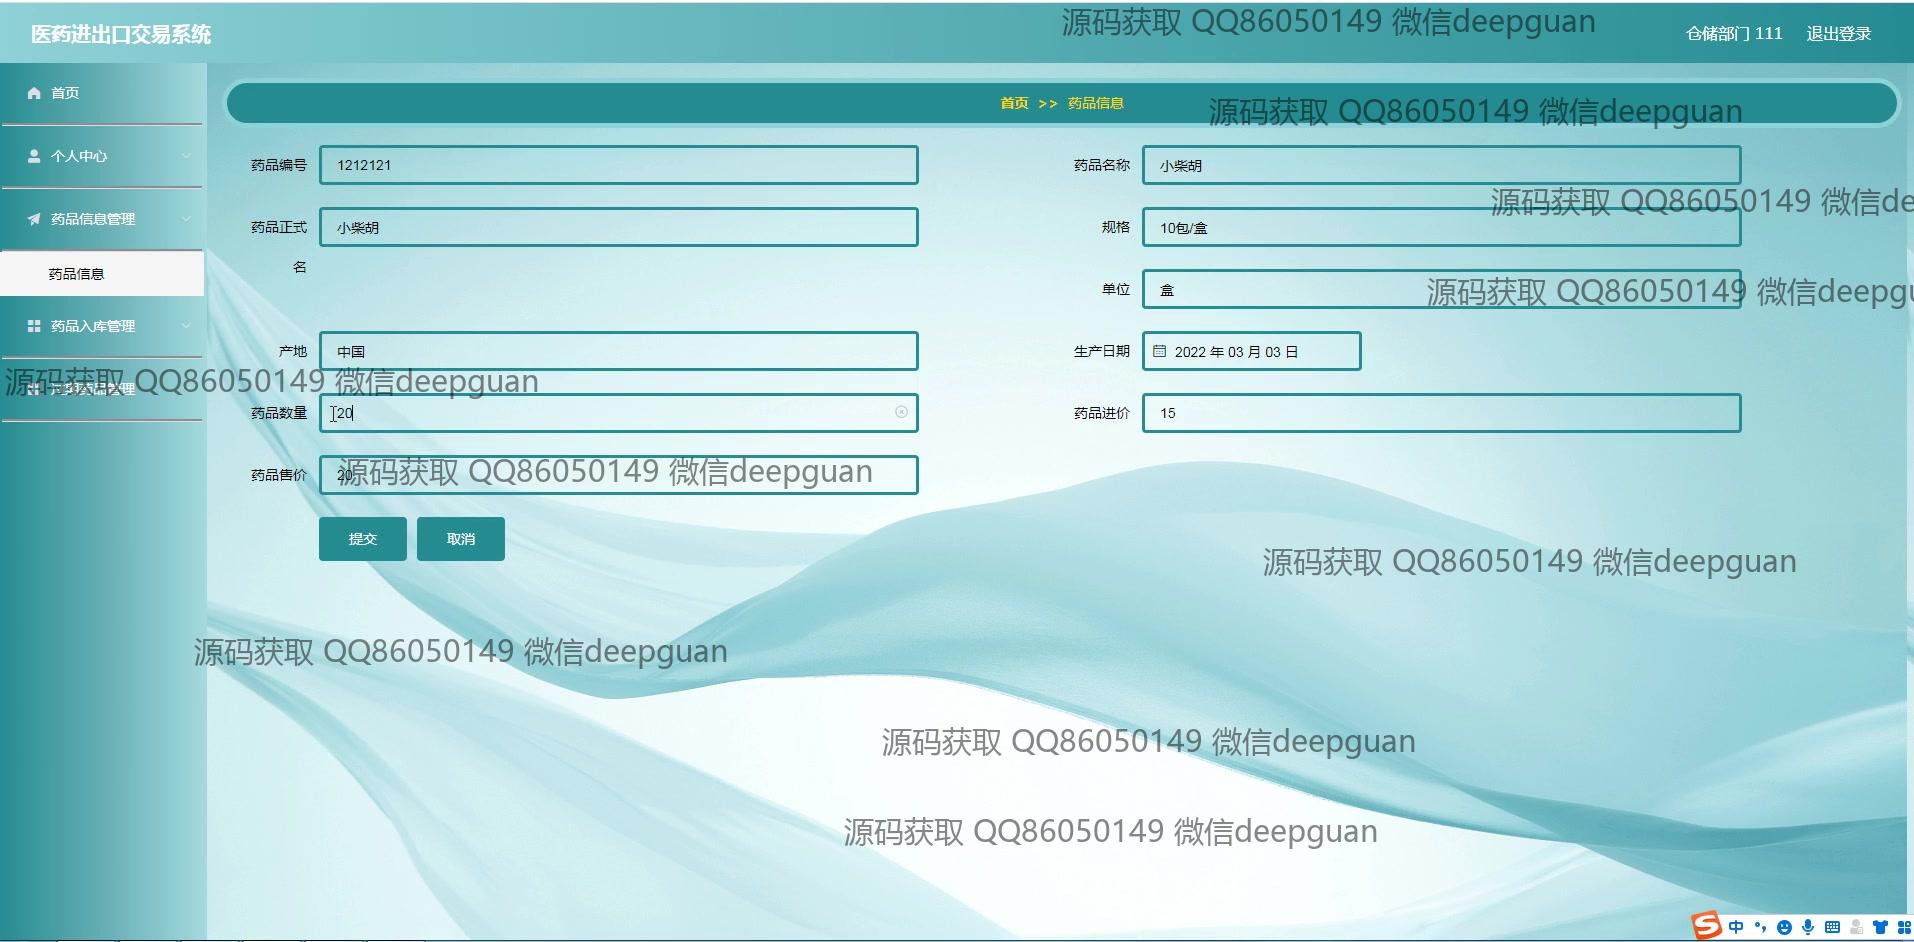 医药进出口交易系统
源码获取 QQ86050149 微信deepguan
仓储部门 111
退出登录
首页
个人中心
药品信息管理
药品信息
药品入库管理
首页 >> 药品信息
源码获取 QQ86050149 微信deepguan
药品编号 1212121
药品名称 小柴胡
源码获取 QQ86050149 微信de
药品正式名 小柴胡
规格 10包/盒
单位 盒
源码获取 QQ86050149 微信deepgu
产地 中国
生产日期 2022 年 03 月 03 日
源码获取 QQ86050149 微信deepguan
药品数量 20
药品进价 15
药品售价 20
源码获取 QQ86050149 微信deepguan
提交
取消
源码获取 QQ86050149 微信deepguan
源码获取 QQ86050149 微信deepguan
源码获取 QQ86050149 微信deepguan
源码获取 QQ86050149 微信deepguan
中